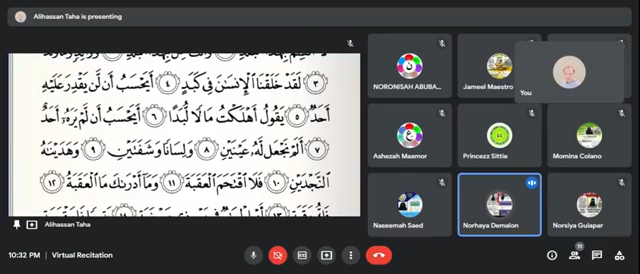 Alihassan Taha is presenting
لَقَدْ خَلَقْنَا ٱلْإِنسَٰنَ فِى كَبَدٍ ٤ أَيَحْسَبُ أَن لَّن يَقْدِرَ عَلَيْهِ
أَحَدٌ ٥ يَقُولُ أَهْلَكْتُ مَالًا لُّبَدًا ٦ أَيَحْسَبُ أَن لَّمْ يَرَهُۥٓ أَحَدٌ
٧ أَلَمْ نَجْعَل لَّهُۥ عَيْنَيْنِ ٨ وَلِسَانًا وَشَفَتَيْنِ ٩ وَهَدَيْنَٰهُ
ٱلنَّجْدَيْنِ ١٠ فَلَا ٱقْتَحَمَ ٱلْعَقَبَةَ ١١ وَمَآ أَدْرَىٰكَ مَا ٱلْعَقَبَةُ ١٢
Alihassan Taha
NORONISAH ABUBA...
Jameel Maestro
You
Ashezah Maamor
Princezz Sittie
Momina Colano
Naseemah Saed
Norhaya Demalon
Norsiya Guiapar
10:32 PM | Virtual Recitation
11